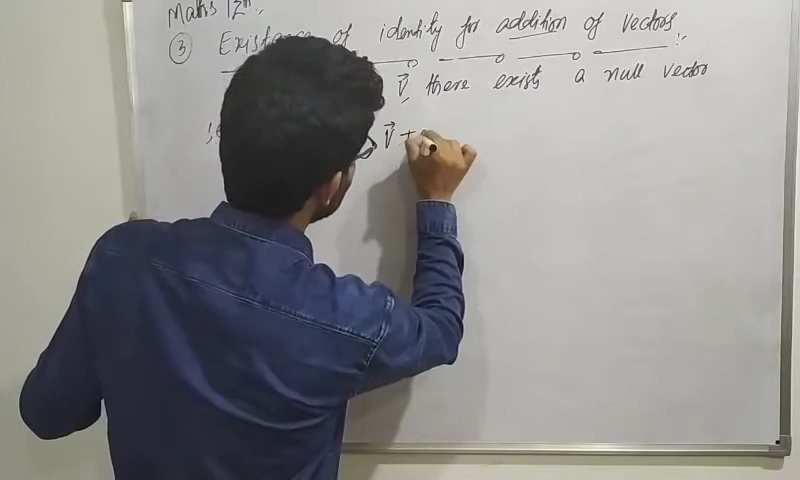 Maths 12th :-
③ Existance of identity for addition of vectors :-
V⃗, there exists a null vector
V⃗ +